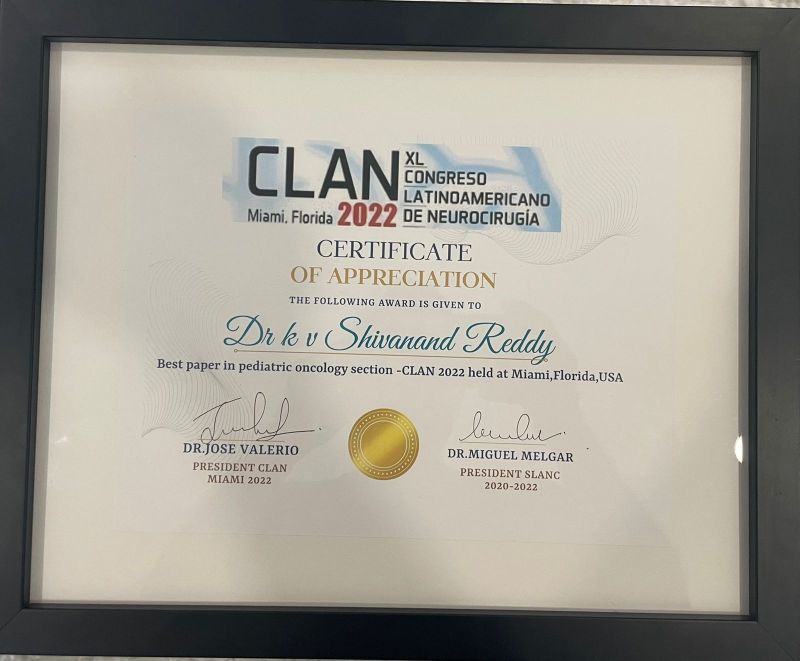 CLAN
XL
CONGRESO
LATINOAMERICANO
DE NEUROCIRUGÍA
Miami, Florida 2022
CERTIFICATE
OF APPRECIATION
THE FOLLOWING AWARD IS GIVEN TO
Dr k v Shivanand Reddy
Best paper in pediatric oncology section -CLAN 2022 held at Miami,Florida,USA
DR.JOSE VALERIO
PRESIDENT CLAN
MIAMI 2022
DR.MIGUEL MELGAR
PRESIDENT SLANC
2020-2022